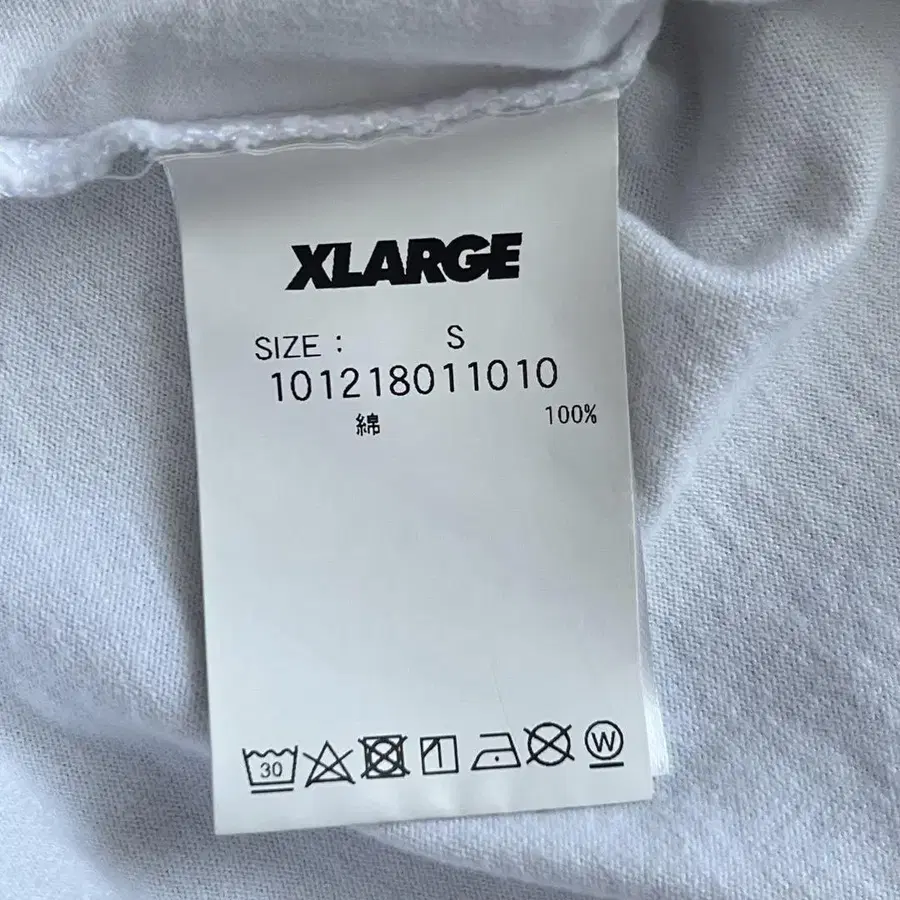 XLARGE
SIZE : S
101218011010
綿 100%
30 W